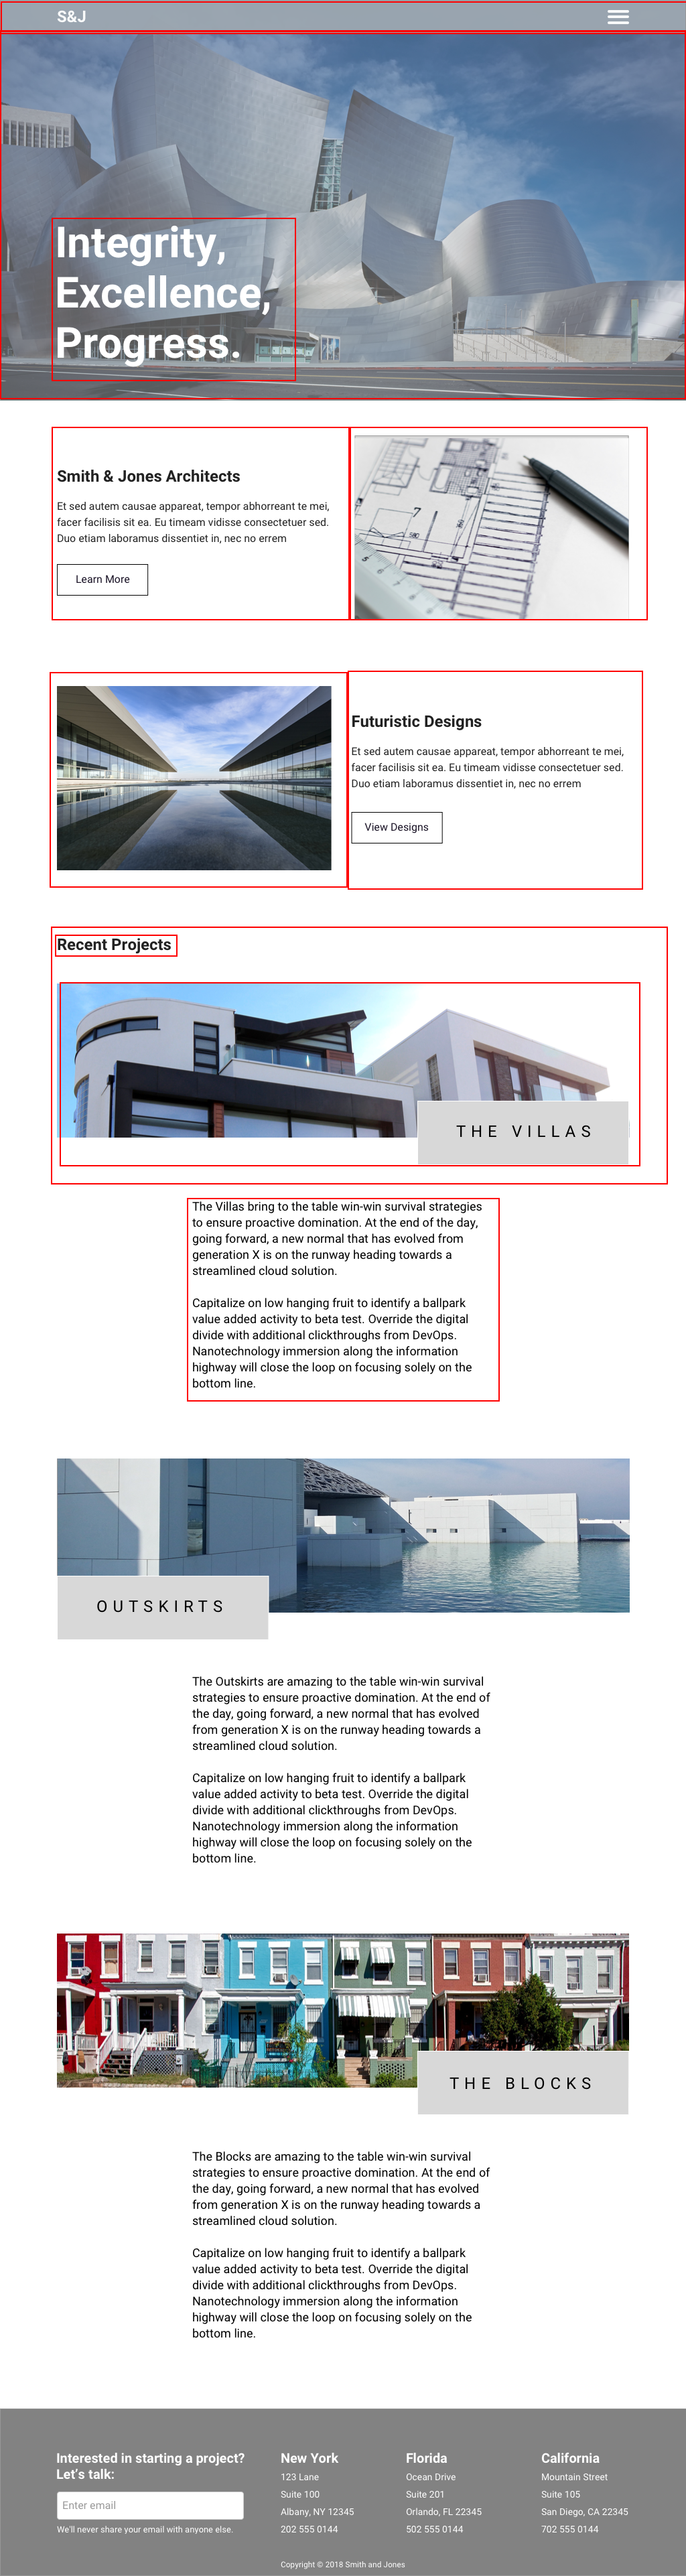 S&J
Integrity,
Excellence,
Progress.
Smith & Jones Architects
Et sed autem causae appareat, tempor abhorreant te mei,
facer facilisis sit ea. Eu timeam vidisse consectetuer sed.
Duo etiam laboramus dissentiet in, nec no errem
Learn More
Futuristic Designs
Et sed autem causae appareat, tempor abhorreant te mei,
facer facilisis sit ea. Eu timeam vidisse consectetuer sed.
Duo etiam laboramus dissentiet in, nec no errem
View Designs
Recent Projects
THE VILLAS
The Villas bring to the table win-win survival strategies
to ensure proactive domination. At the end of the day,
going forward, a new normal that has evolved from
generation X is on the runway heading towards a
streamlined cloud solution.
Capitalize on low hanging fruit to identify a ballpark
value added activity to beta test. Override the digital
divide with additional clickthroughs from DevOps.
Nanotechnology immersion along the information
highway will close the loop on focusing solely on the
bottom line.
OUTSKIRTS
The Outskirts are amazing to the table win-win survival
strategies to ensure proactive domination. At the end of
the day, going forward, a new normal that has evolved
from generation X is on the runway heading towards a
streamlined cloud solution.
Capitalize on low hanging fruit to identify a ballpark
value added activity to beta test. Override the digital
divide with additional clickthroughs from DevOps.
Nanotechnology immersion along the information
highway will close the loop on focusing solely on the
bottom line.
THE BLOCKS
The Blocks are amazing to the table win-win survival
strategies to ensure proactive domination. At the end of
the day, going forward, a new normal that has evolved
from generation X is on the runway heading towards a
streamlined cloud solution.
Capitalize on low hanging fruit to identify a ballpark
value added activity to beta test. Override the digital
divide with additional clickthroughs from DevOps.
Nanotechnology immersion along the information
highway will close the loop on focusing solely on the
bottom line.
Interested in starting a project?
Let's talk:
Enter email
We'll never share your email with anyone else.
New York
123 Lane
Suite 100
Albany, NY 12345
202 555 0144
Florida
Ocean Drive
Suite 201
Orlando, FL 22345
502 555 0144
California
Mountain Street
Suite 105
San Diego, CA 22345
702 555 0144
Copyright © 2018 Smith and Jones